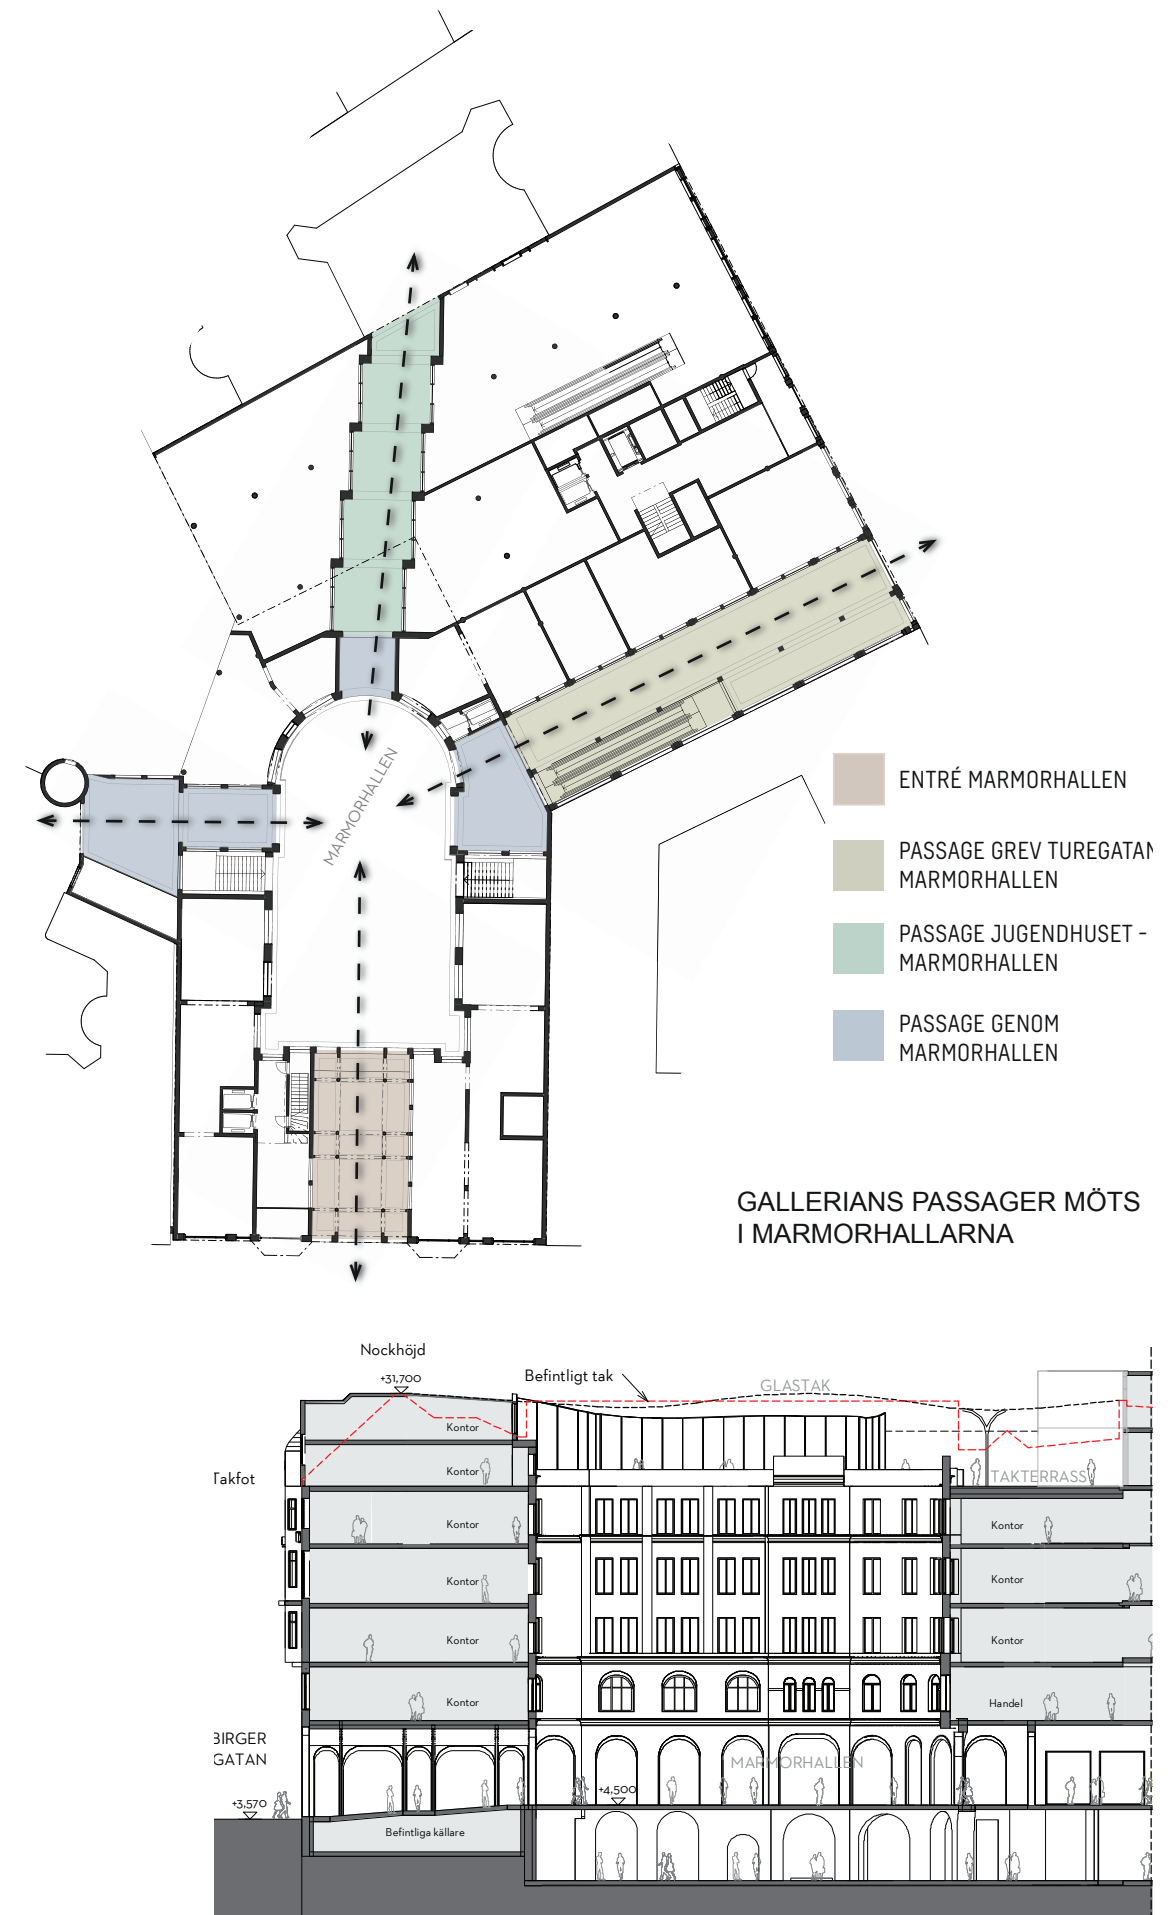 MARMORHALLEN
ENTRÉ MARMORHALLEN
PASSAGE GREV TUREGATAN
MARMORHALLEN
PASSAGE JUGENDHUSET -
MARMORHALLEN
PASSAGE GENOM
MARMORHALLEN
GALLERIANS PASSAGER MÖTS
I MARMORHALLARNA
Nockhöjd
+31,700
Befintligt tak
GLASTAK
Kontor
Kontor
Takfot
TAKTERRASS
Kontor
Kontor
Kontor
Kontor
Kontor
Kontor
Kontor
Handel
BIRGER
GATAN
MARMORHALLEN
+4,500
+3,570
Befintliga källare